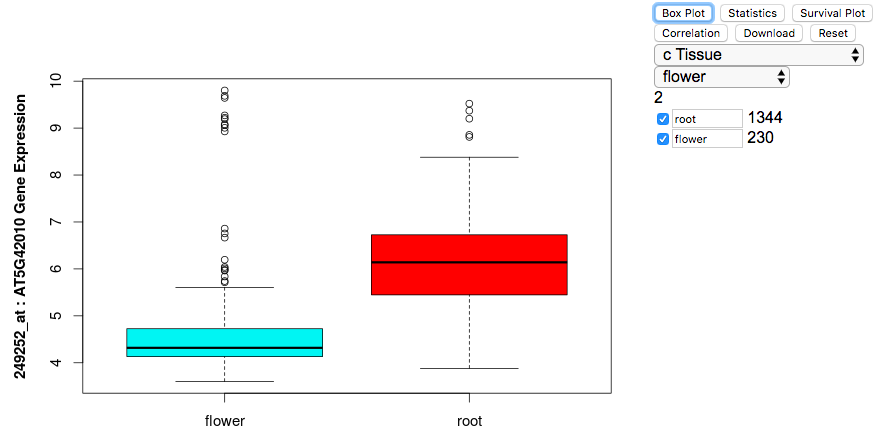 Box Plot Statistics Survival Plot
Correlation Download Reset
c Tissue
flower
2
root 1344
flower 230
249252_at : AT5G42010 Gene Expression
10
9
8
7
6
5
4
flower root